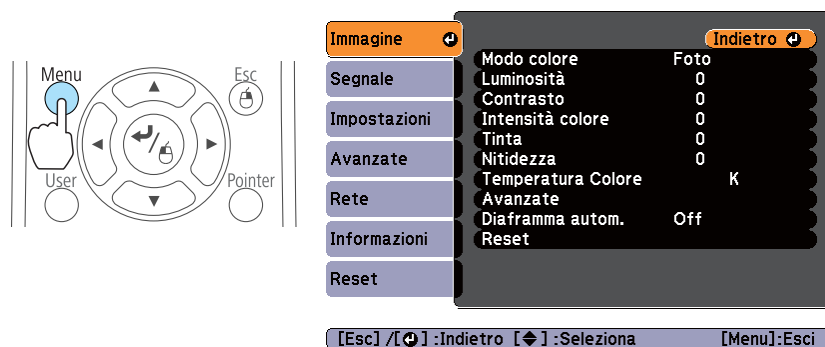 Menu
Esc
User
Pointer
Immagine
Segnale
Impostazioni
Avanzate
Rete
Informazioni
Reset
Indietro
Modo colore Foto
Luminosità 0
Contrasto 0
Intensità colore 0
Tinta 0
Nitidezza 0
Temperatura Colore K
Avanzate
Diaframma autom. Off
Reset
[Esc] /[ ] :Indietro [ ] :Seleziona [Menu]:Esci